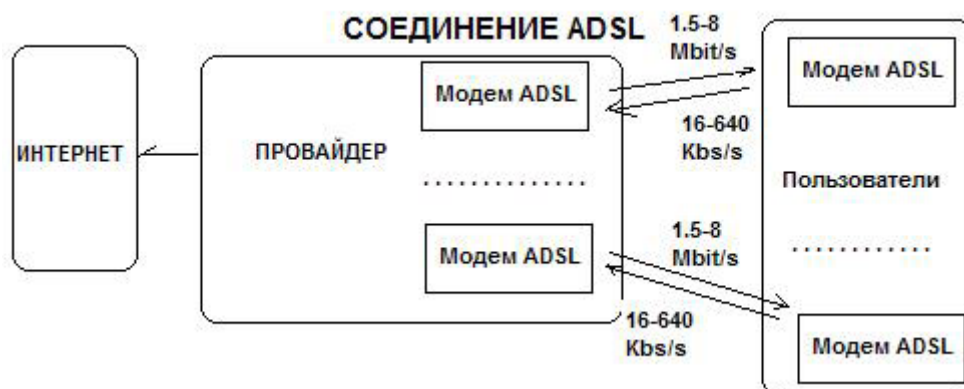 СОЕДИНЕНИЕ ADSL
1.5-8
Mbit/s
Модем ADSL
Модем ADSL
16-640
Kbs/s
ИНТЕРНЕТ
ПРОВАЙДЕР
. . . . . . . . . . . . . .
Пользователи
1.5-8
Mbit/s
. . . . . . . . . . . .
Модем ADSL
16-640
Kbs/s
Модем ADSL